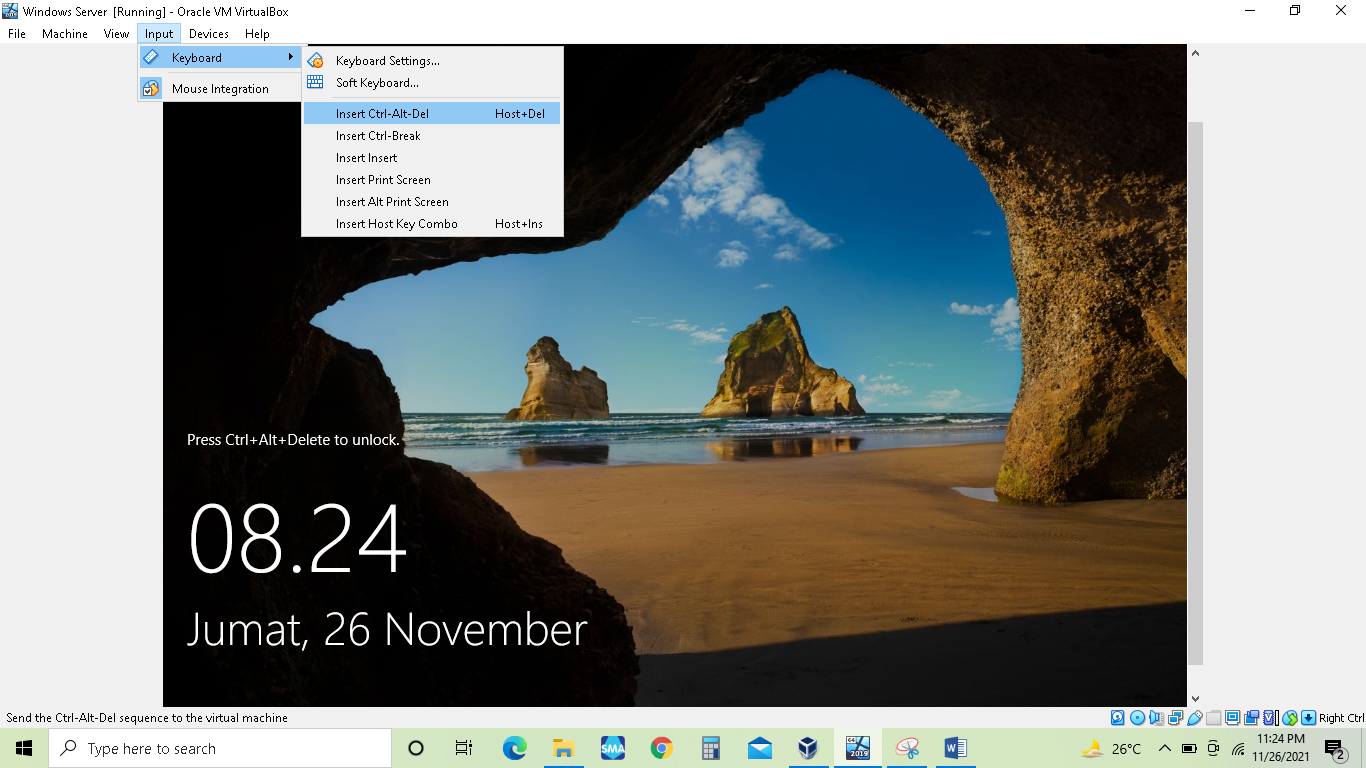 Windows Server [Running] - Oracle VM VirtualBox
File Machine View Input Devices Help
Keyboard
Mouse Integration
Keyboard Settings...
Soft Keyboard...
Insert Ctrl-Alt-Del Host+Del
Insert Ctrl-Break
Insert Insert
Insert Print Screen
Insert Alt Print Screen
Insert Host Key Combo Host+Ins
Press Ctrl+Alt+Delete to unlock.
08.24
Jumat, 26 November
Send the Ctrl-Alt-Del sequence to the virtual machine
Right Ctrl
Type here to search
SMA
64
2019
26°C
11:24 PM
11/26/2021
2